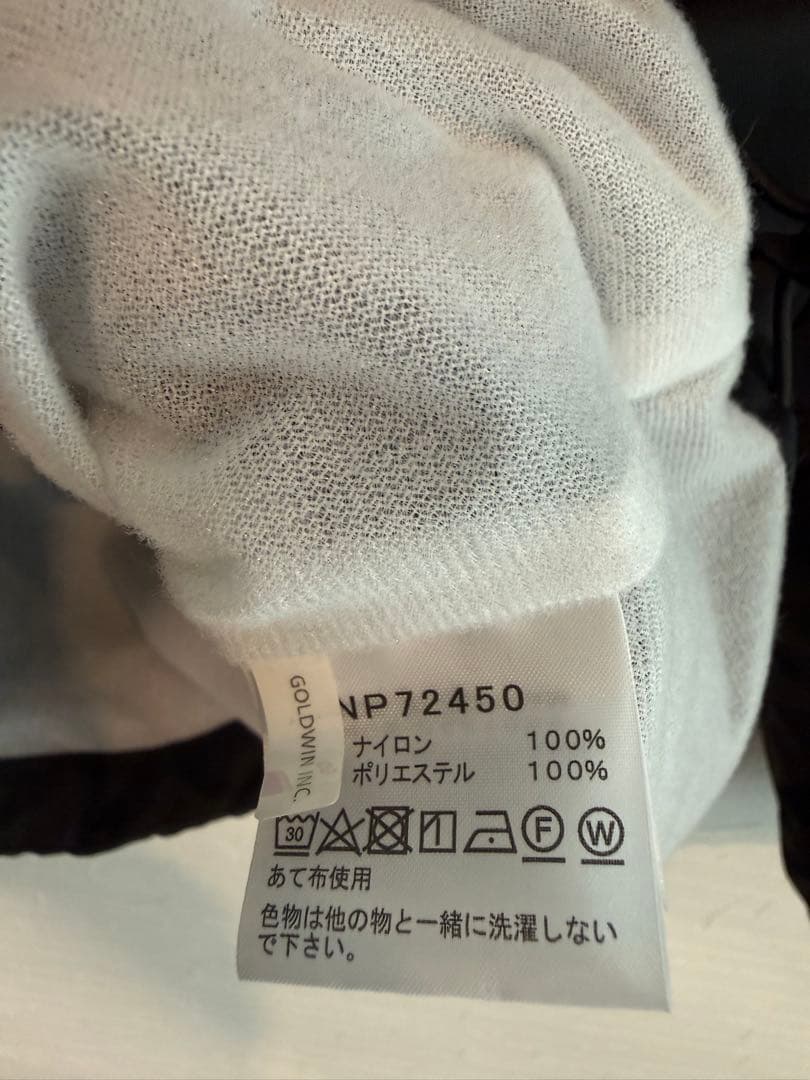 GOLDWIN INC.
NP72450
ナイロン 100%
ポリエステル 100%
30 F W
あて布使用
色物は他の物と一緒に洗濯しない
で下さい。